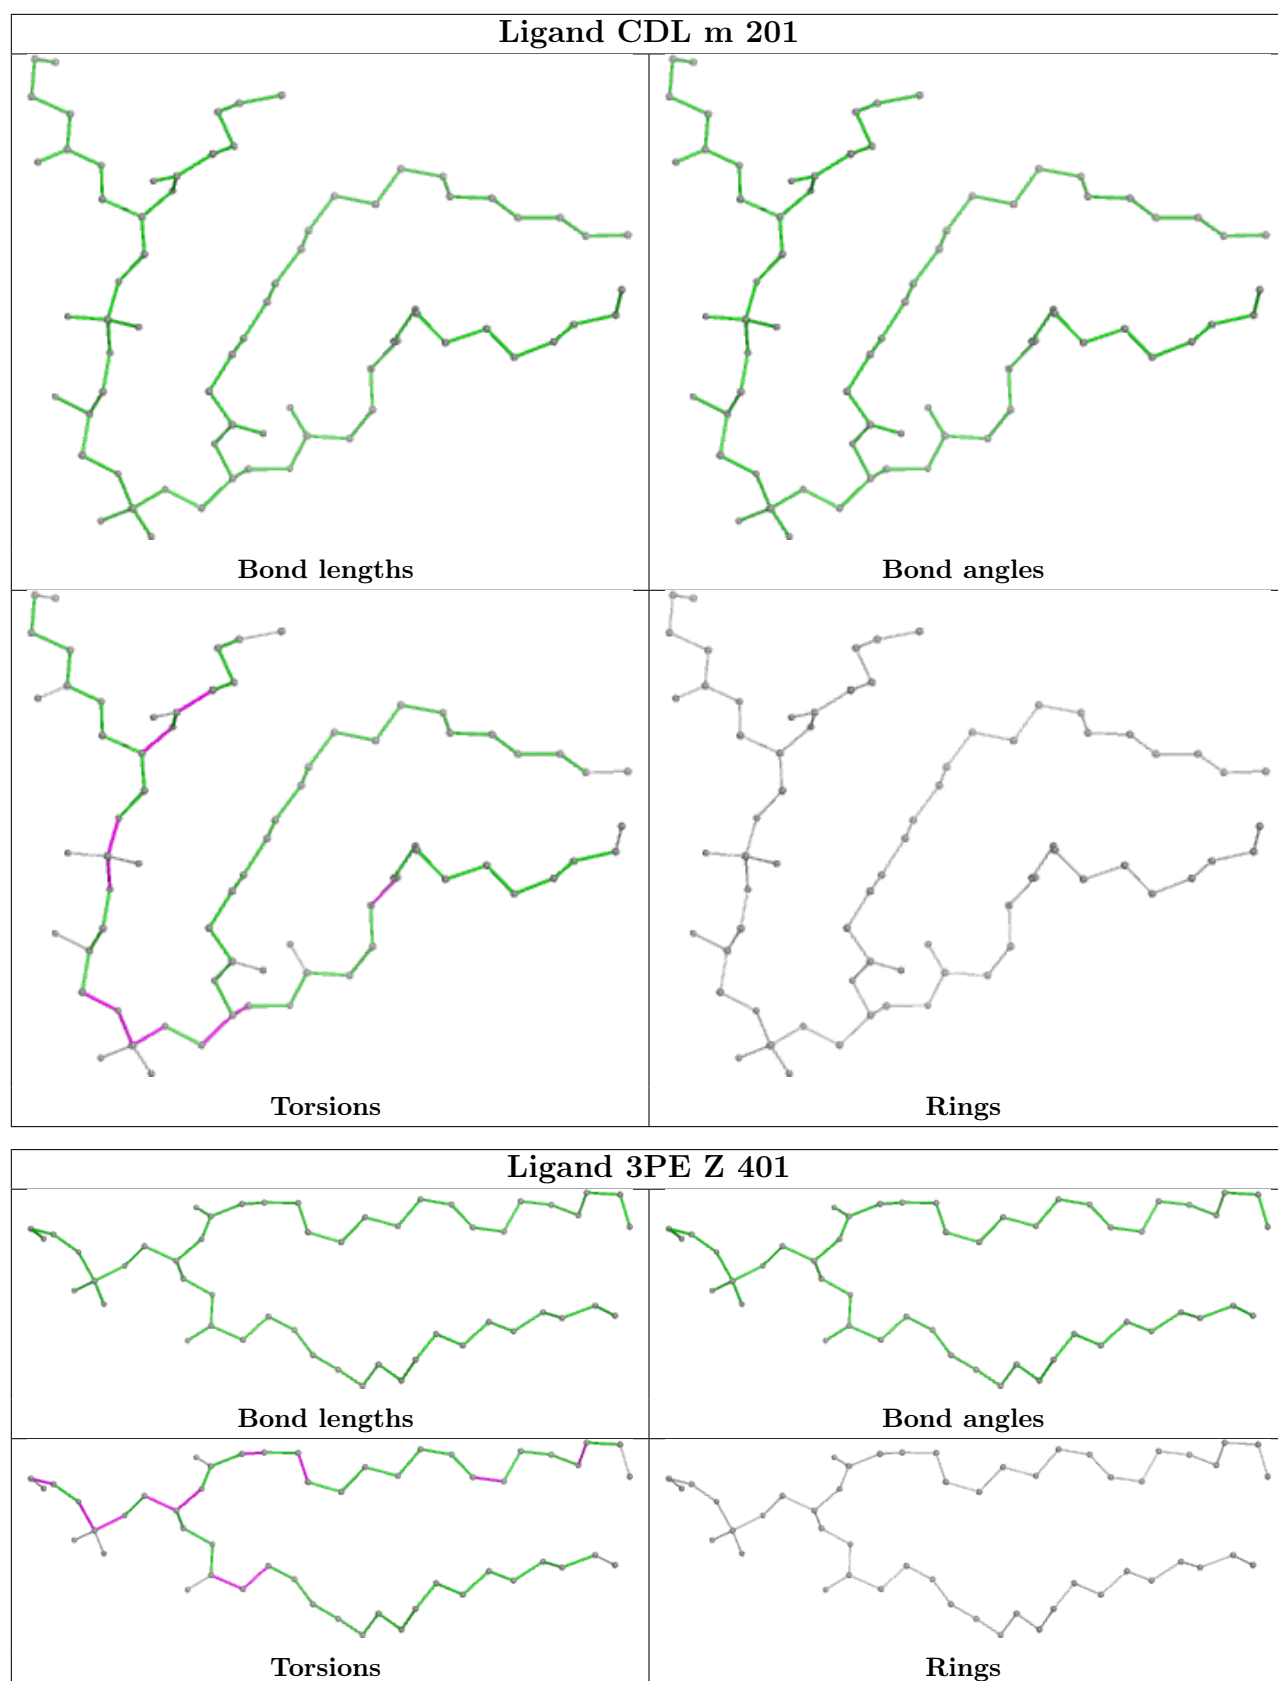 Ligand CDL m 201
Bond lengths
Bond angles
Torsions
Rings
Ligand 3PE Z 401
Bond lengths
Bond angles
Torsions
Rings